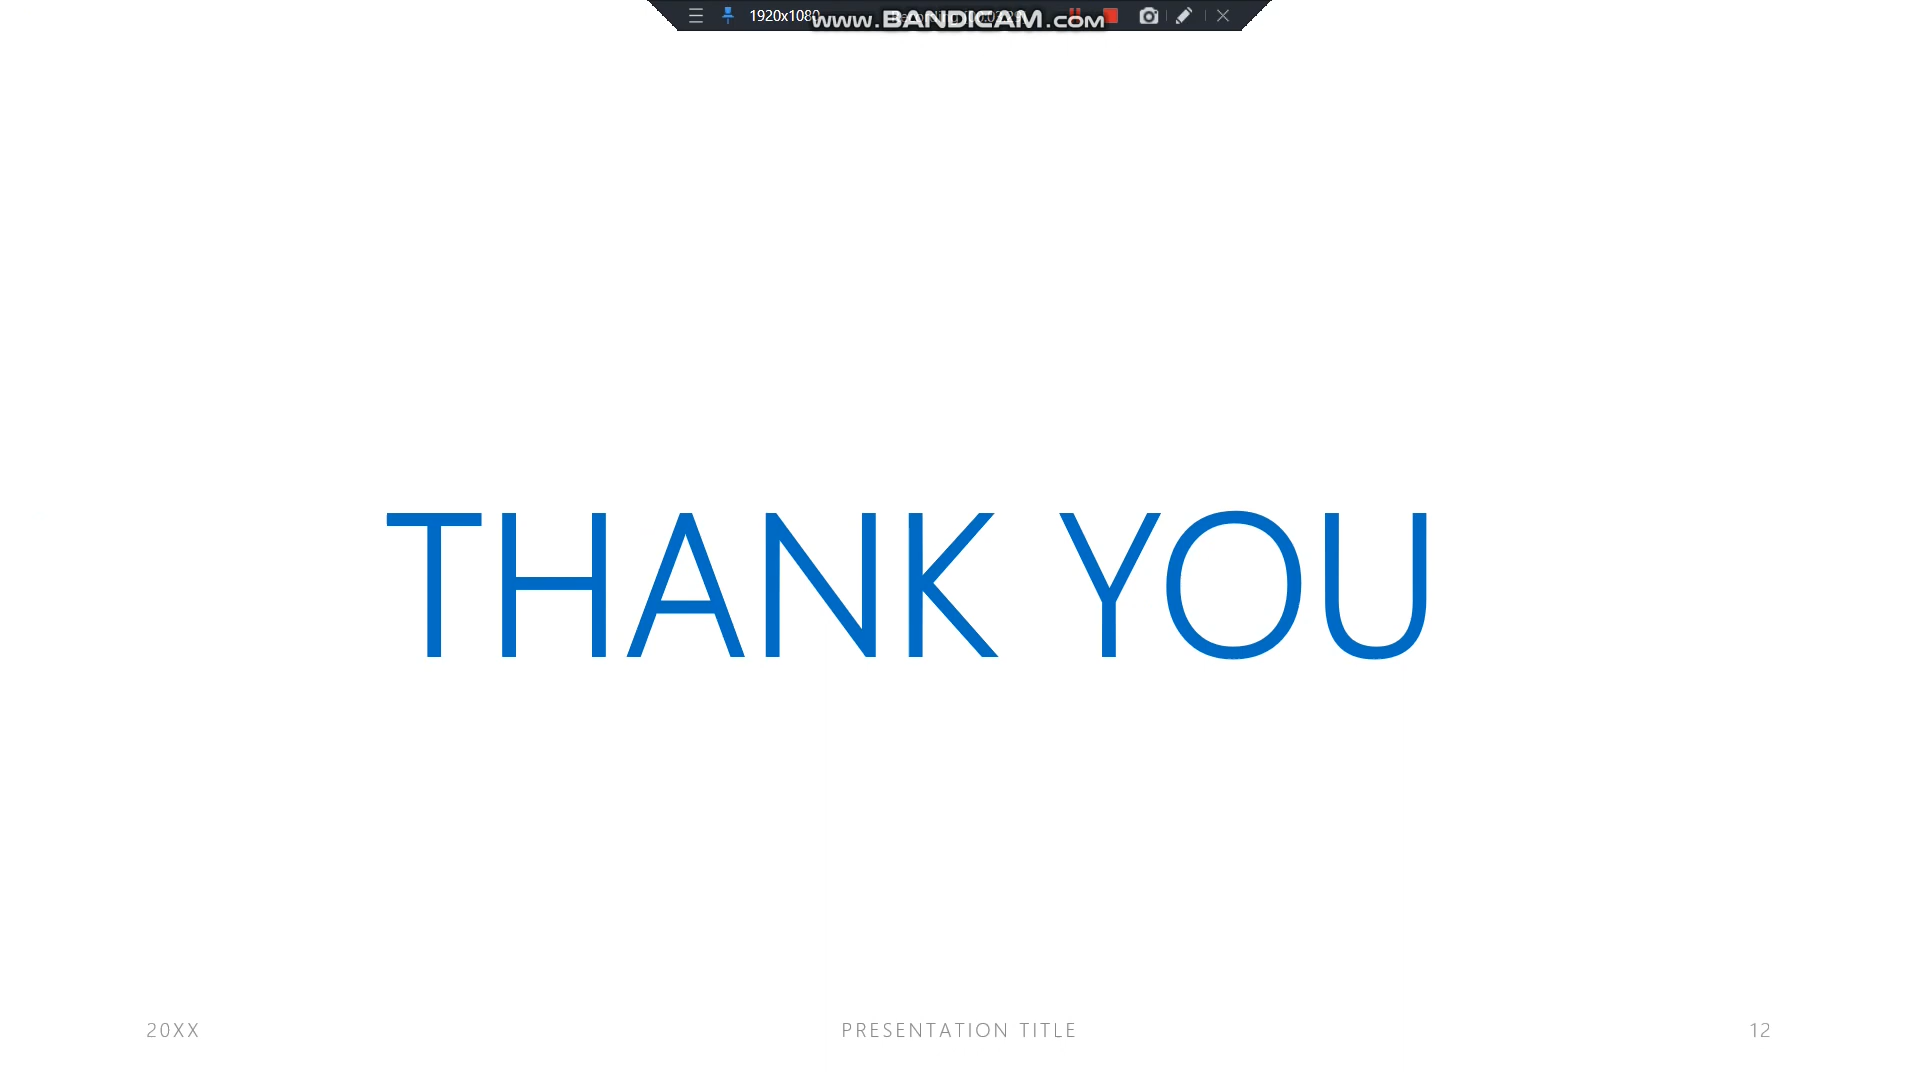 1920x1080
www.BANDICAM.com
THANK YOU
20XX
PRESENTATION TITLE
12